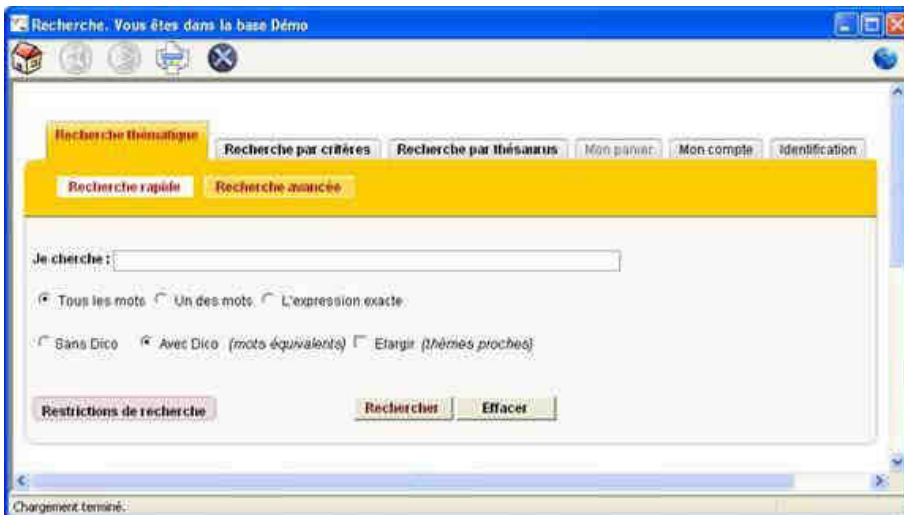 Recherche. Vous êtes dans la base Démo
Recherche thématique Recherche par critères Recherche par thésaurus Mon panier Mon compte Identification
Recherche rapide Recherche avancée
Je cherche :
Tous les mots Un des mots L'expression exacte
Sans Dico Avec Dico (mots équivalents) Etargir (thèmes proches)
Restrictions de recherche Rechercher Effacer
Chargement terminé.